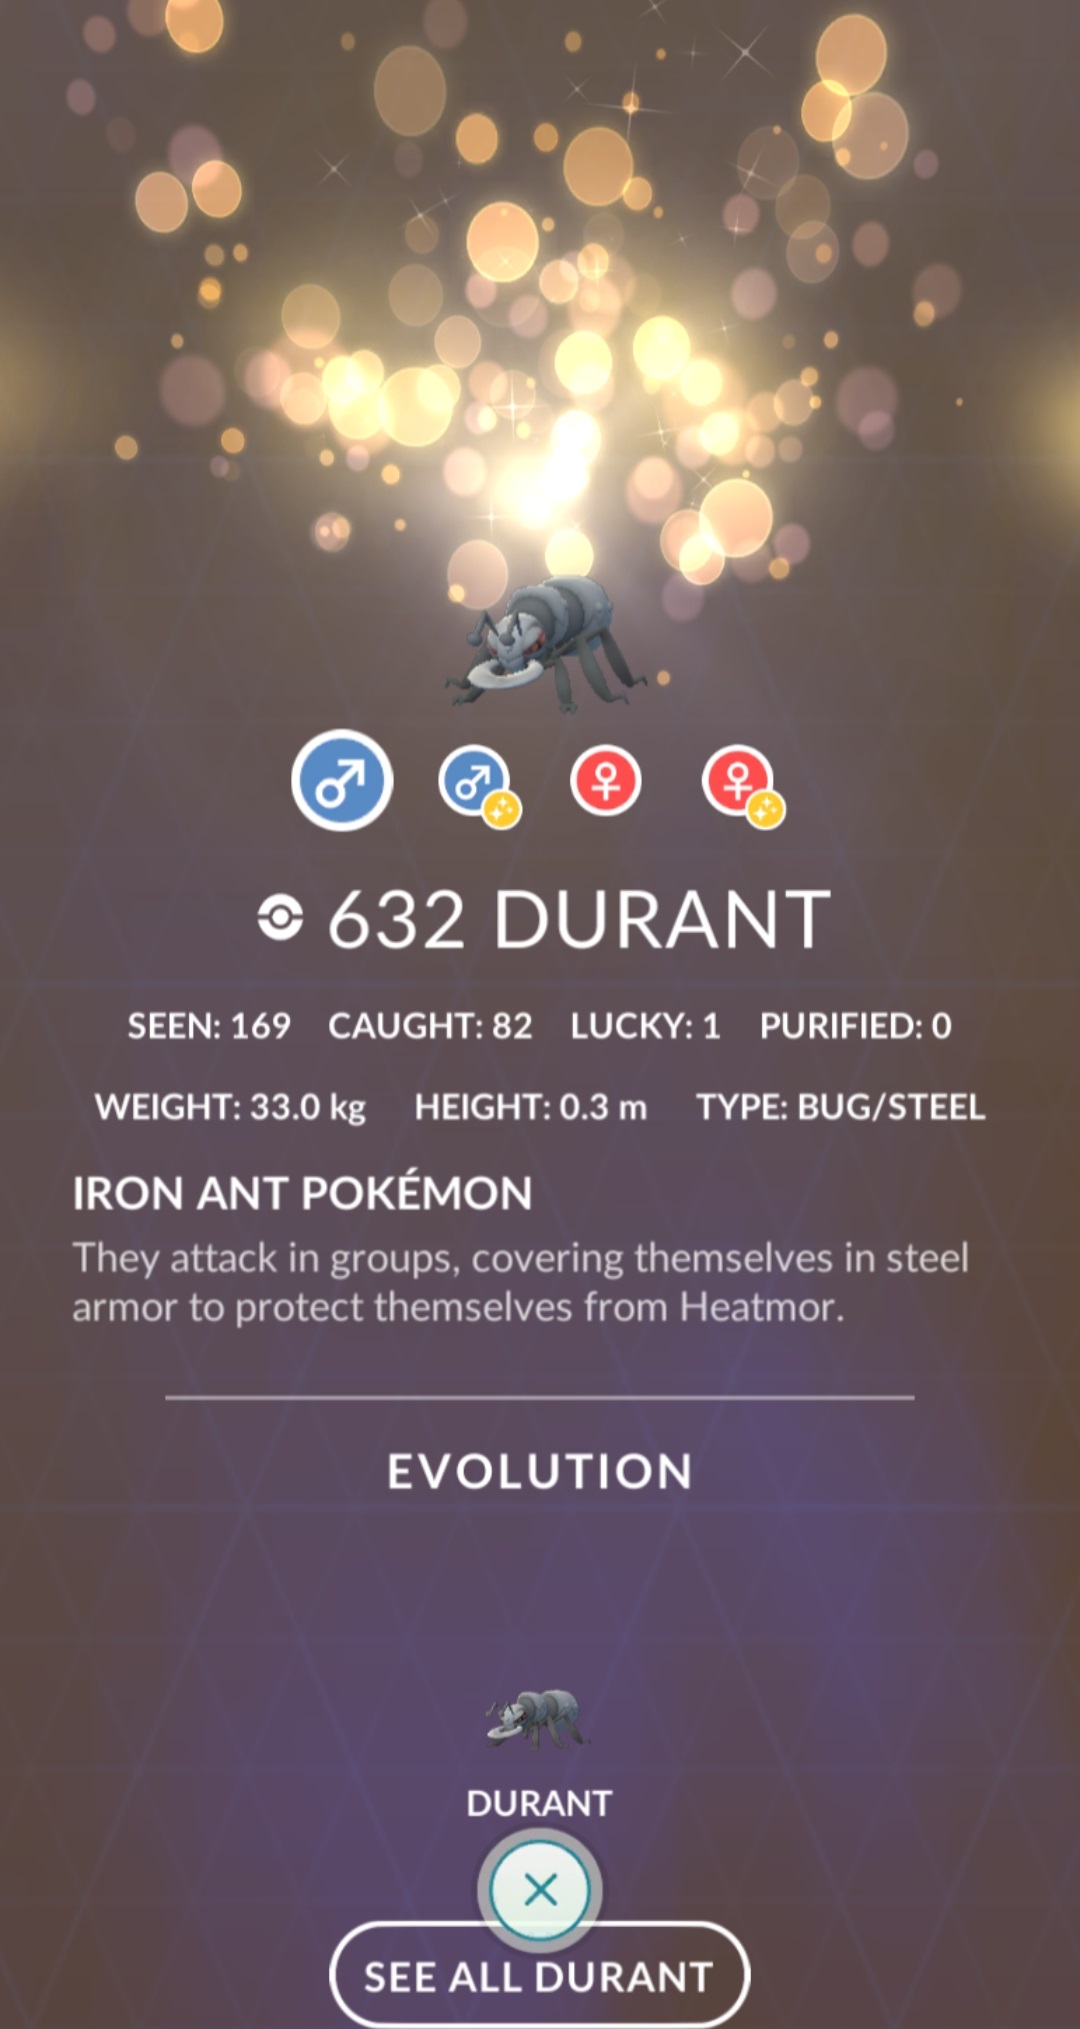 632 DURANT
SEEN: 169 CAUGHT: 82 LUCKY: 1 PURIFIED: 0
WEIGHT: 33.0 kg HEIGHT: 0.3 m TYPE: BUG/STEEL
IRON ANT POKÉMON
They attack in groups, covering themselves in steel
armor to protect themselves from Heatmor.
EVOLUTION
DURANT
SEE ALL DURANT